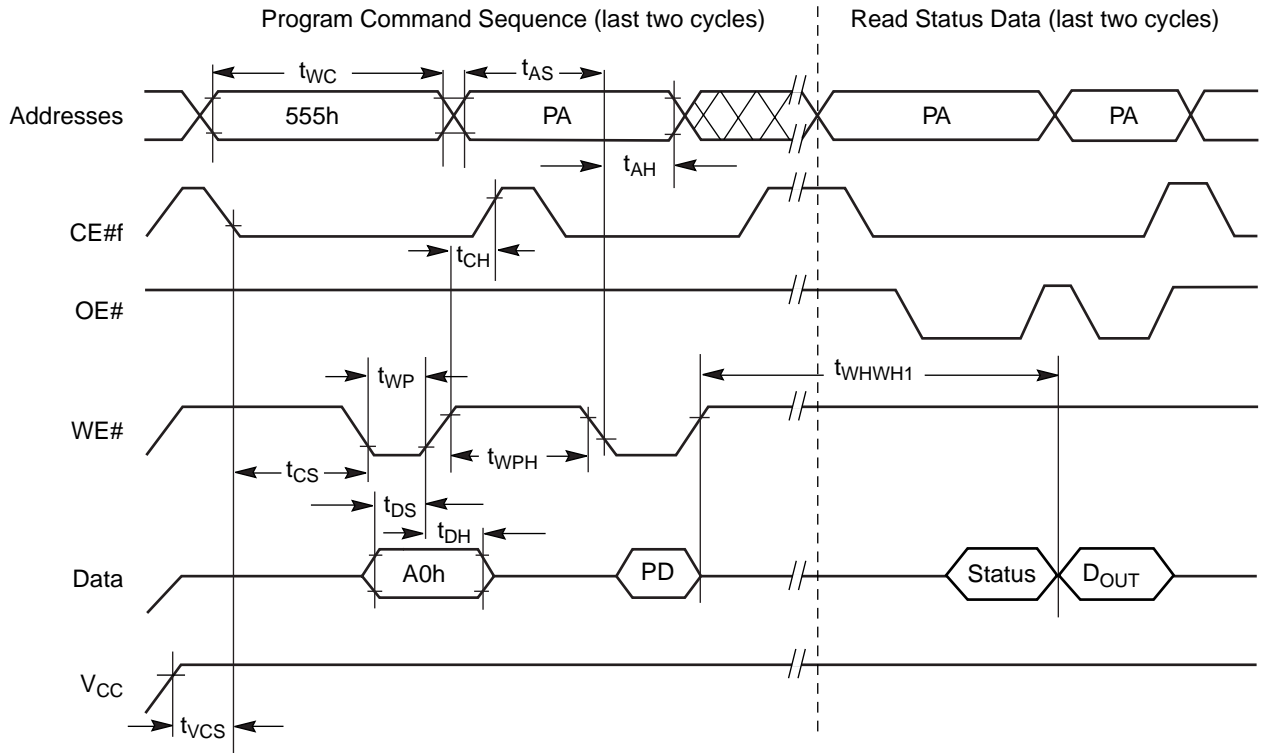 Program Command Sequence (last two cycles)
Read Status Data (last two cycles)
tWC
tAS
Addresses
555h
PA
PA
PA
tAH
CE#f
tCH
OE#
tWHWH1
tWP
WE#
tWPH
tCS
tDS
tDH
Data
A0h
PD
Status
DOUT
VCC
tVCS